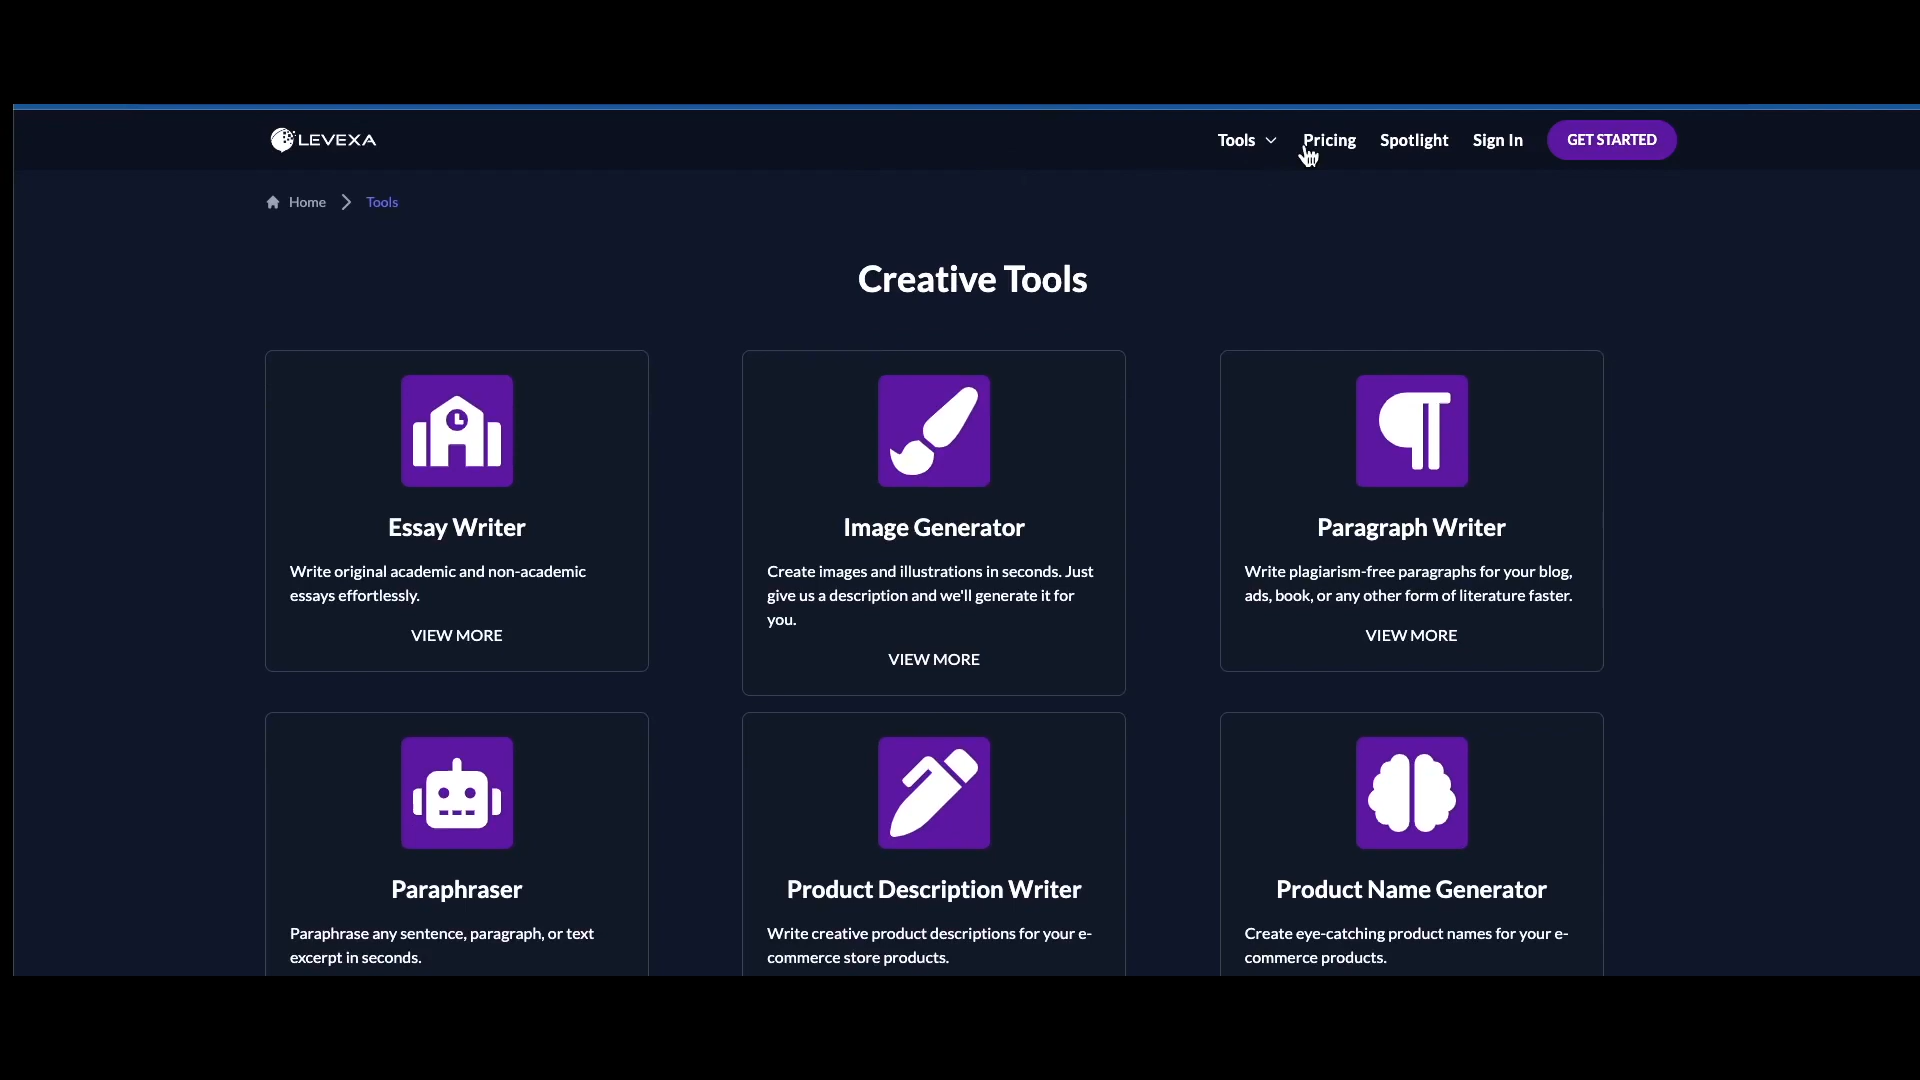 LEVEXA
Tools Pricing Spotlight Sign In GET STARTED
Home Tools
Creative Tools
Essay Writer
Write original academic and non-academic
essays effortlessly.
VIEW MORE
Image Generator
Create images and illustrations in seconds. Just
give us a description and we'll generate it for
you.
VIEW MORE
Paragraph Writer
Write plagiarism-free paragraphs for your blog,
ads, book, or any other form of literature faster.
VIEW MORE
Paraphraser
Paraphrase any sentence, paragraph, or text
excerpt in seconds.
Product Description Writer
Write creative product descriptions for your e-
commerce store products.
Product Name Generator
Create eye-catching product names for your e-
commerce products.